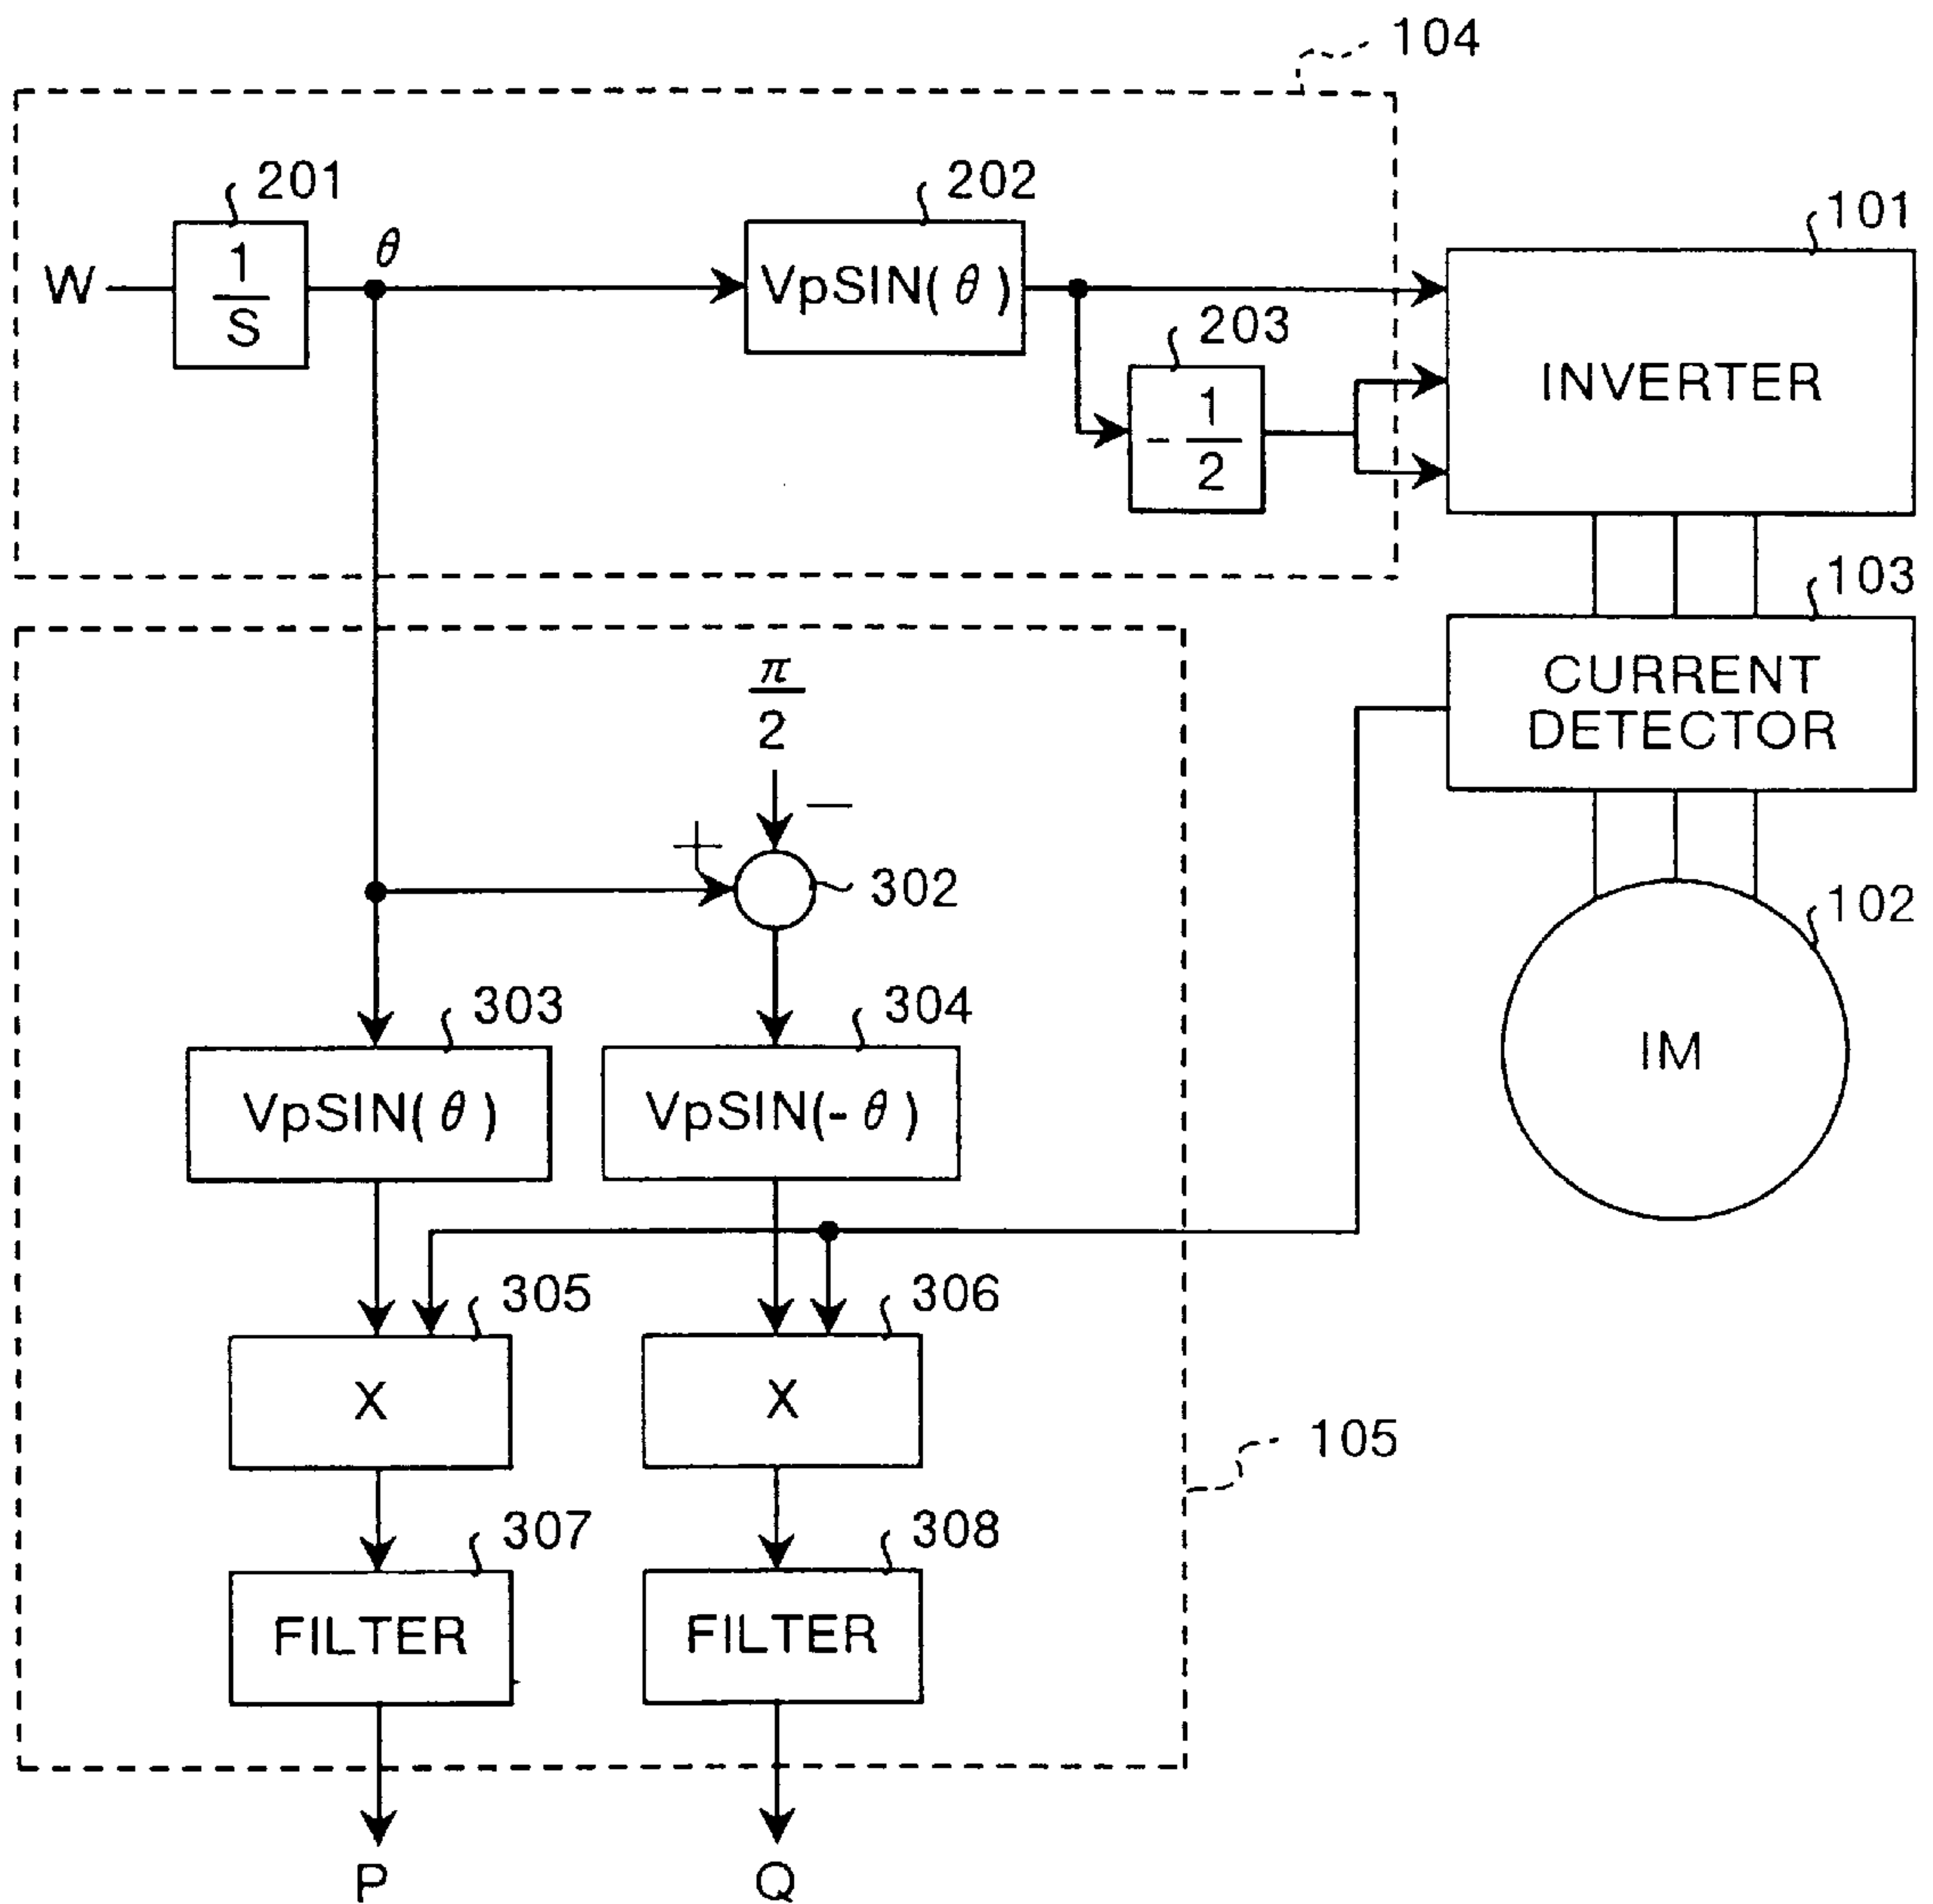 104
201
202
101
W
1
S
θ
VpSIN( θ )
203
- 1
2
INVERTER
103
π
2
CURRENT
DETECTOR
−
+
302
102
303
304
IM
VpSIN( θ )
VpSIN(- θ )
305
306
X
X
105
307
308
FILTER
FILTER
P
Q